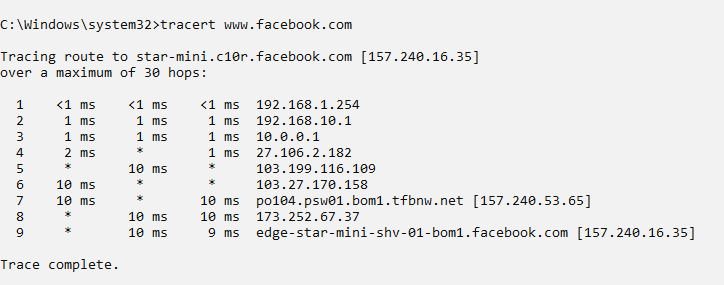 C:\Windows\system32>tracert www.facebook.com
Tracing route to star-mini.c10r.facebook.com [157.240.16.35]
over a maximum of 30 hops:
1 <1 ms <1 ms <1 ms 192.168.1.254
2 1 ms 1 ms 1 ms 192.168.10.1
3 1 ms 1 ms 1 ms 10.0.0.1
4 2 ms * 1 ms 27.106.2.182
5 * 10 ms * 103.199.116.109
6 10 ms * * 103.27.170.158
7 10 ms * 10 ms po104.psw01.bom1.tfbnw.net [157.240.53.65]
8 * 10 ms 10 ms 173.252.67.37
9 * 10 ms 9 ms edge-star-mini-shv-01-bom1.facebook.com [157.240.16.35]
Trace complete.